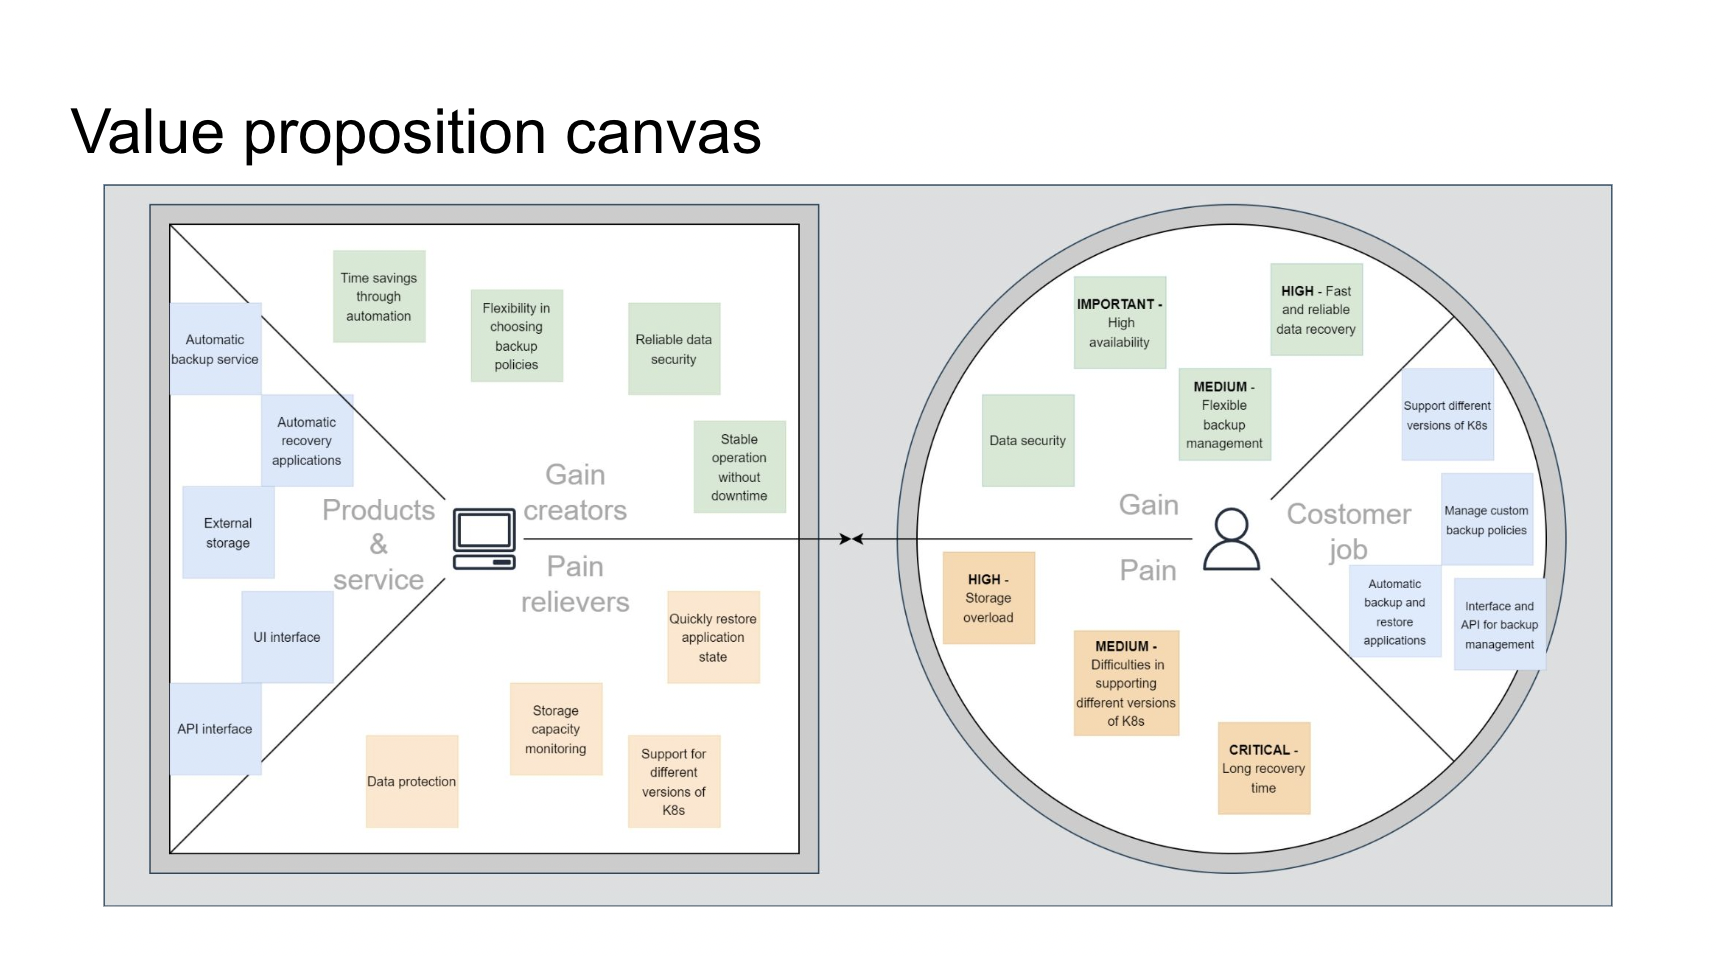 Value proposition canvas
Time savings
through
automation
Flexibility in
choosing
backup
policies
Reliable data
security
Stable
operation
without
downtime
Gain
creators
Automatic
backup service
Automatic
recovery
applications
External
storage
UI interface
API interface
Products
&
service
Pain
relievers
Quickly restore
application
state
Storage
capacity
monitoring
Support for
different
versions of
K8s
Data protection
IMPORTANT -
High
availability
HIGH - Fast
and reliable
data recovery
MEDIUM -
Flexible
backup
management
Data security
Gain
Support different
versions of K8s
Manage custom
backup policies
Costomer
job
Automatic
backup and
restore
applications
Interface and
API for backup
management
Pain
HIGH -
Storage
overload
MEDIUM -
Difficulties in
supporting
different versions
of K8s
CRITICAL -
Long recovery
time